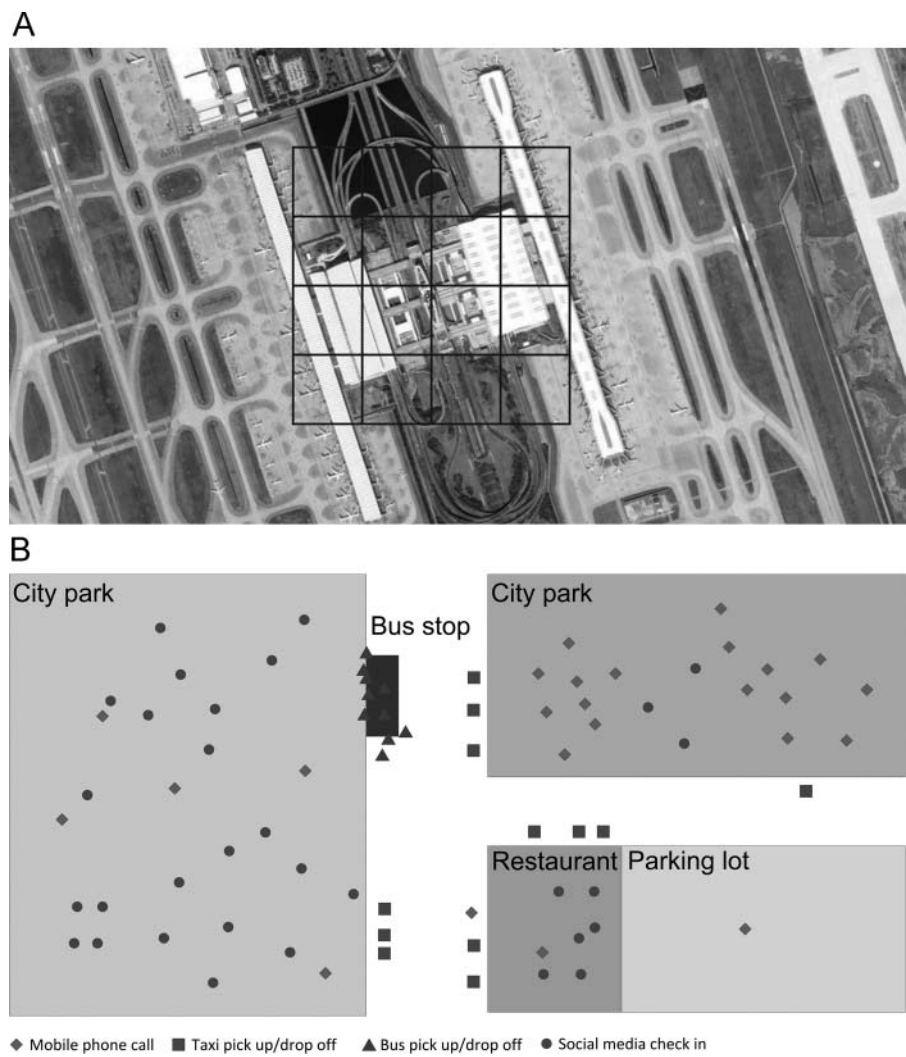 A
B
City park
Bus stop
City park
Restaurant
Parking lot
Mobile phone call
Taxi pick up/drop off
Bus pick up/drop off
Social media check in